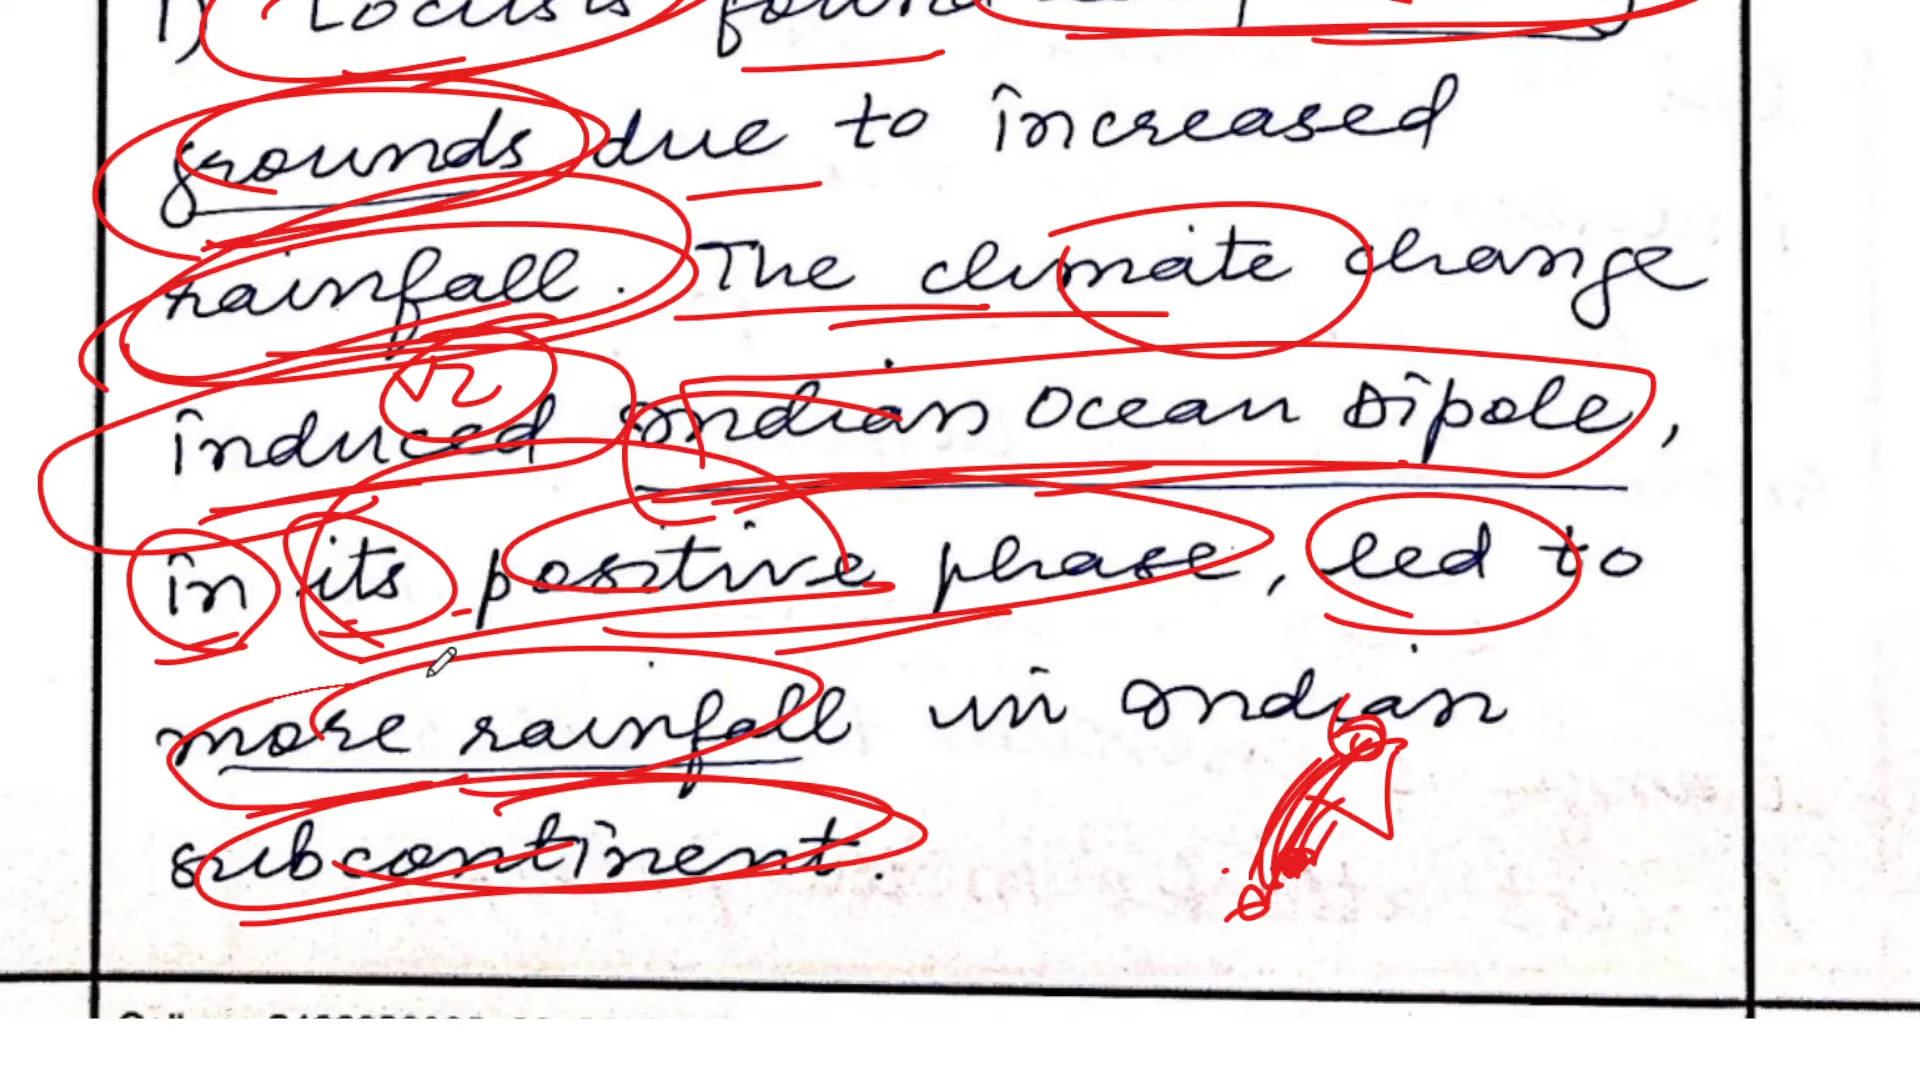 1) Locusts found
grounds due to increased
rainfall. The climate change
induced Indian Ocean Dipole,
in its positive phase, led to
more rainfall in Indian
subcontinent.